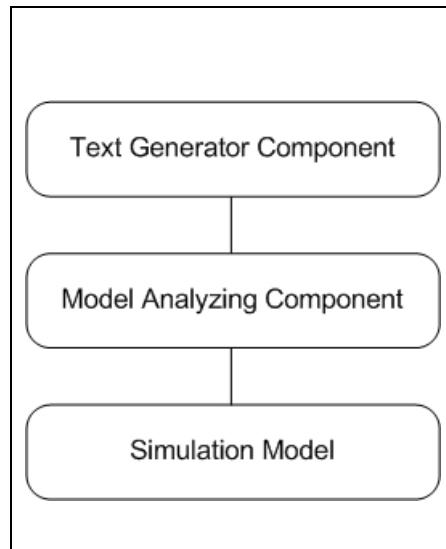 Text Generator Component
Model Analyzing Component
Simulation Model